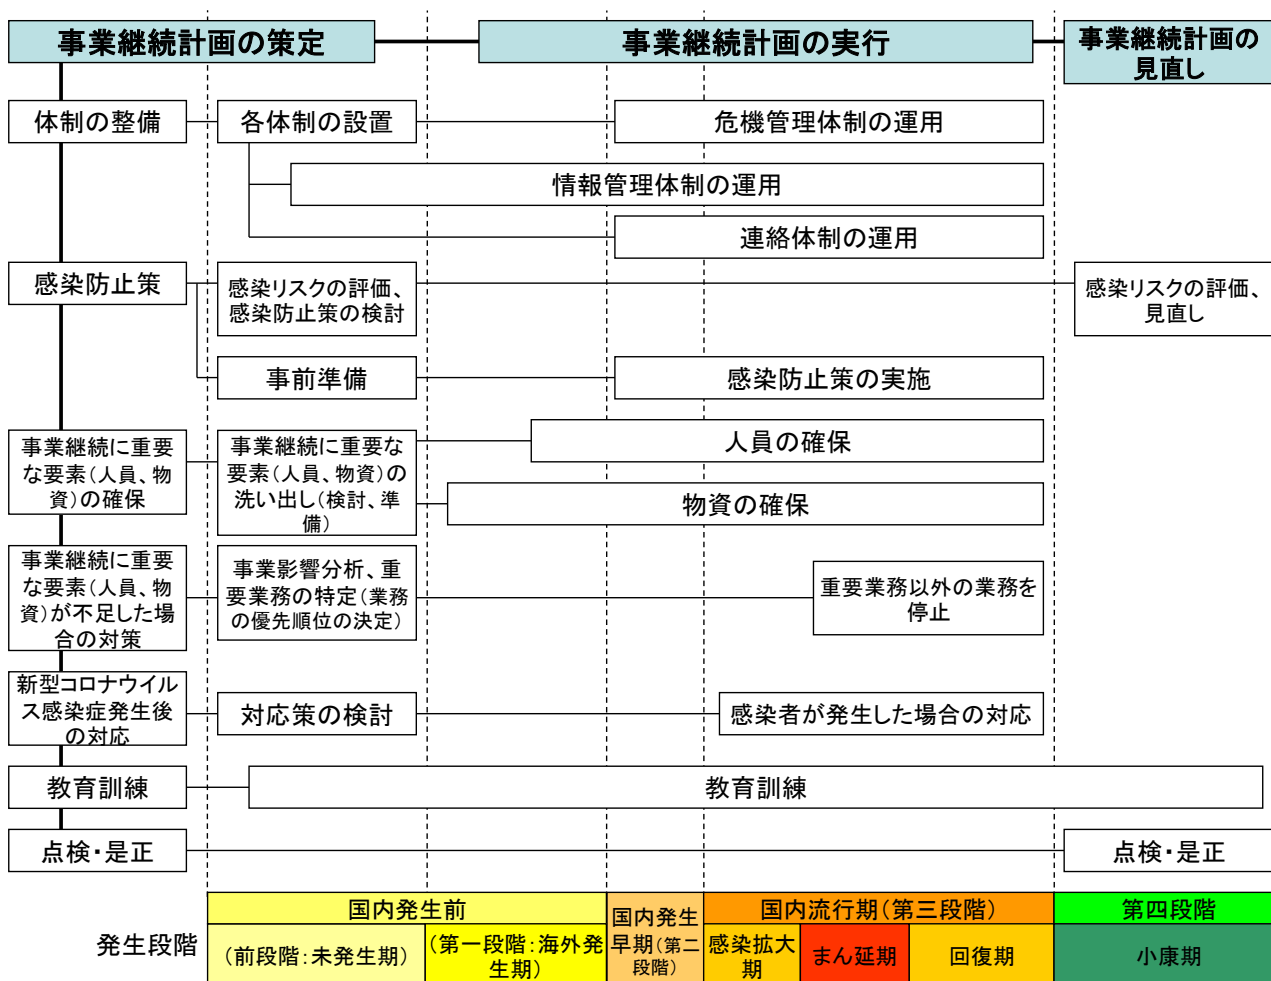 事業継続計画の策定
事業継続計画の実行
事業継続計画の
見直し
体制の整備
各体制の設置
危機管理体制の運用
情報管理体制の運用
連絡体制の運用
感染防止策
感染リスクの評価、
感染防止策の検討
感染リスクの評価、
見直し
事前準備
感染防止策の実施
事業継続に重要
な要素(人員、物
資)の確保
事業継続に重要な
要素(人員、物資)の
洗い出し(検討、準
備)
人員の確保
物資の確保
事業継続に重要
な要素(人員、物
資)が不足した場
合の対策
事業影響分析、重
要業務の特定(業務
の優先順位の決定)
重要業務以外の業務を
停止
新型コロナウイル
ス感染症発生後
の対応
対応策の検討
感染者が発生した場合の対応
教育訓練
教育訓練
点検・是正
点検・是正
発生段階
国内発生前
(前段階:未発生期)
(第一段階:海外発
生期)
国内発生
早期(第二
段階)
国内流行期(第三段階)
感染拡大
期
まん延期
回復期
第四段階
小康期